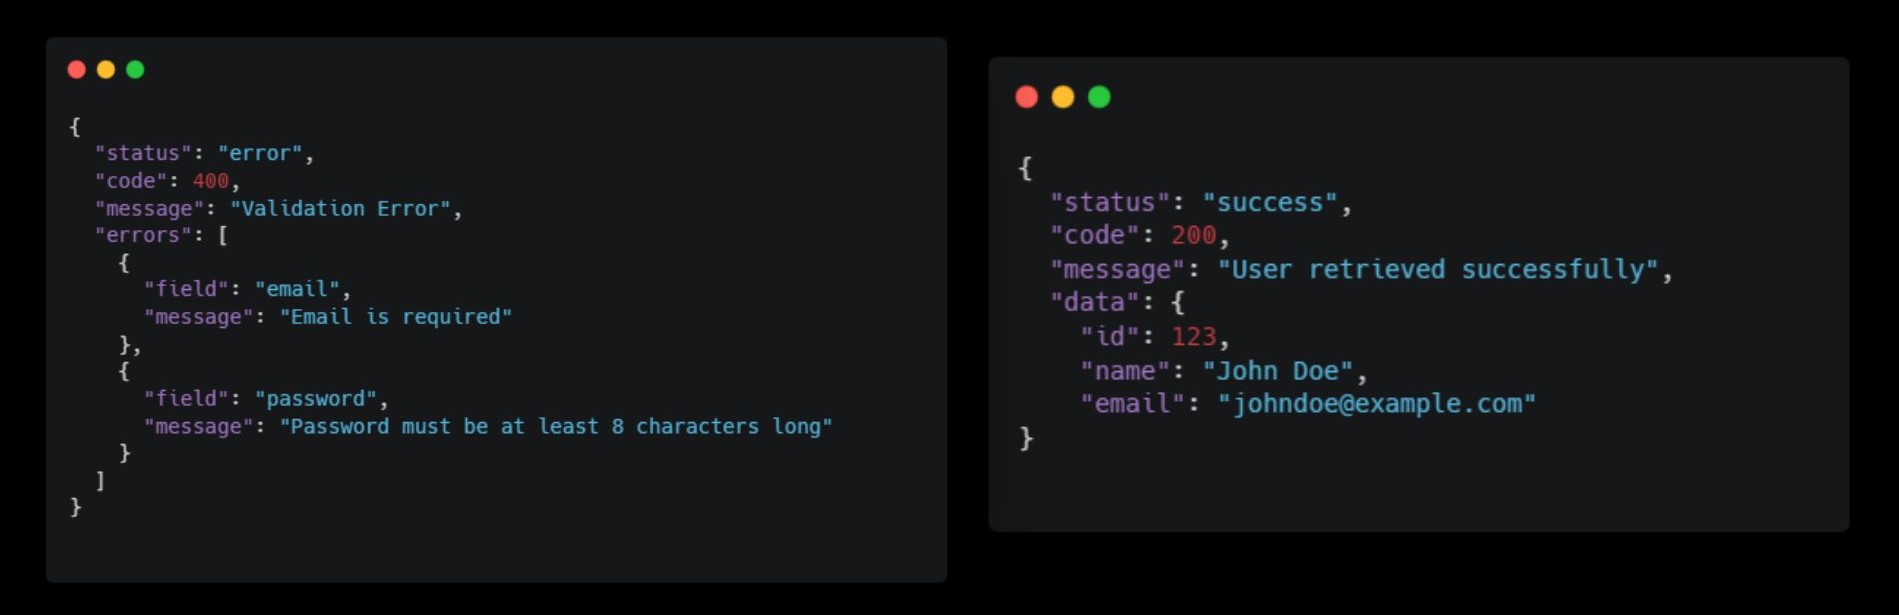 {
  "status": "error",
  "code": 400,
  "message": "Validation Error",
  "errors": [
    {
      "field": "email",
      "message": "Email is required"
    },
    {
      "field": "password",
      "message": "Password must be at least 8 characters long"
    }
  ]
}
{
  "status": "success",
  "code": 200,
  "message": "User retrieved successfully",
  "data": {
    "id": 123,
    "name": "John Doe",
    "email": "johndoe@example.com"
}